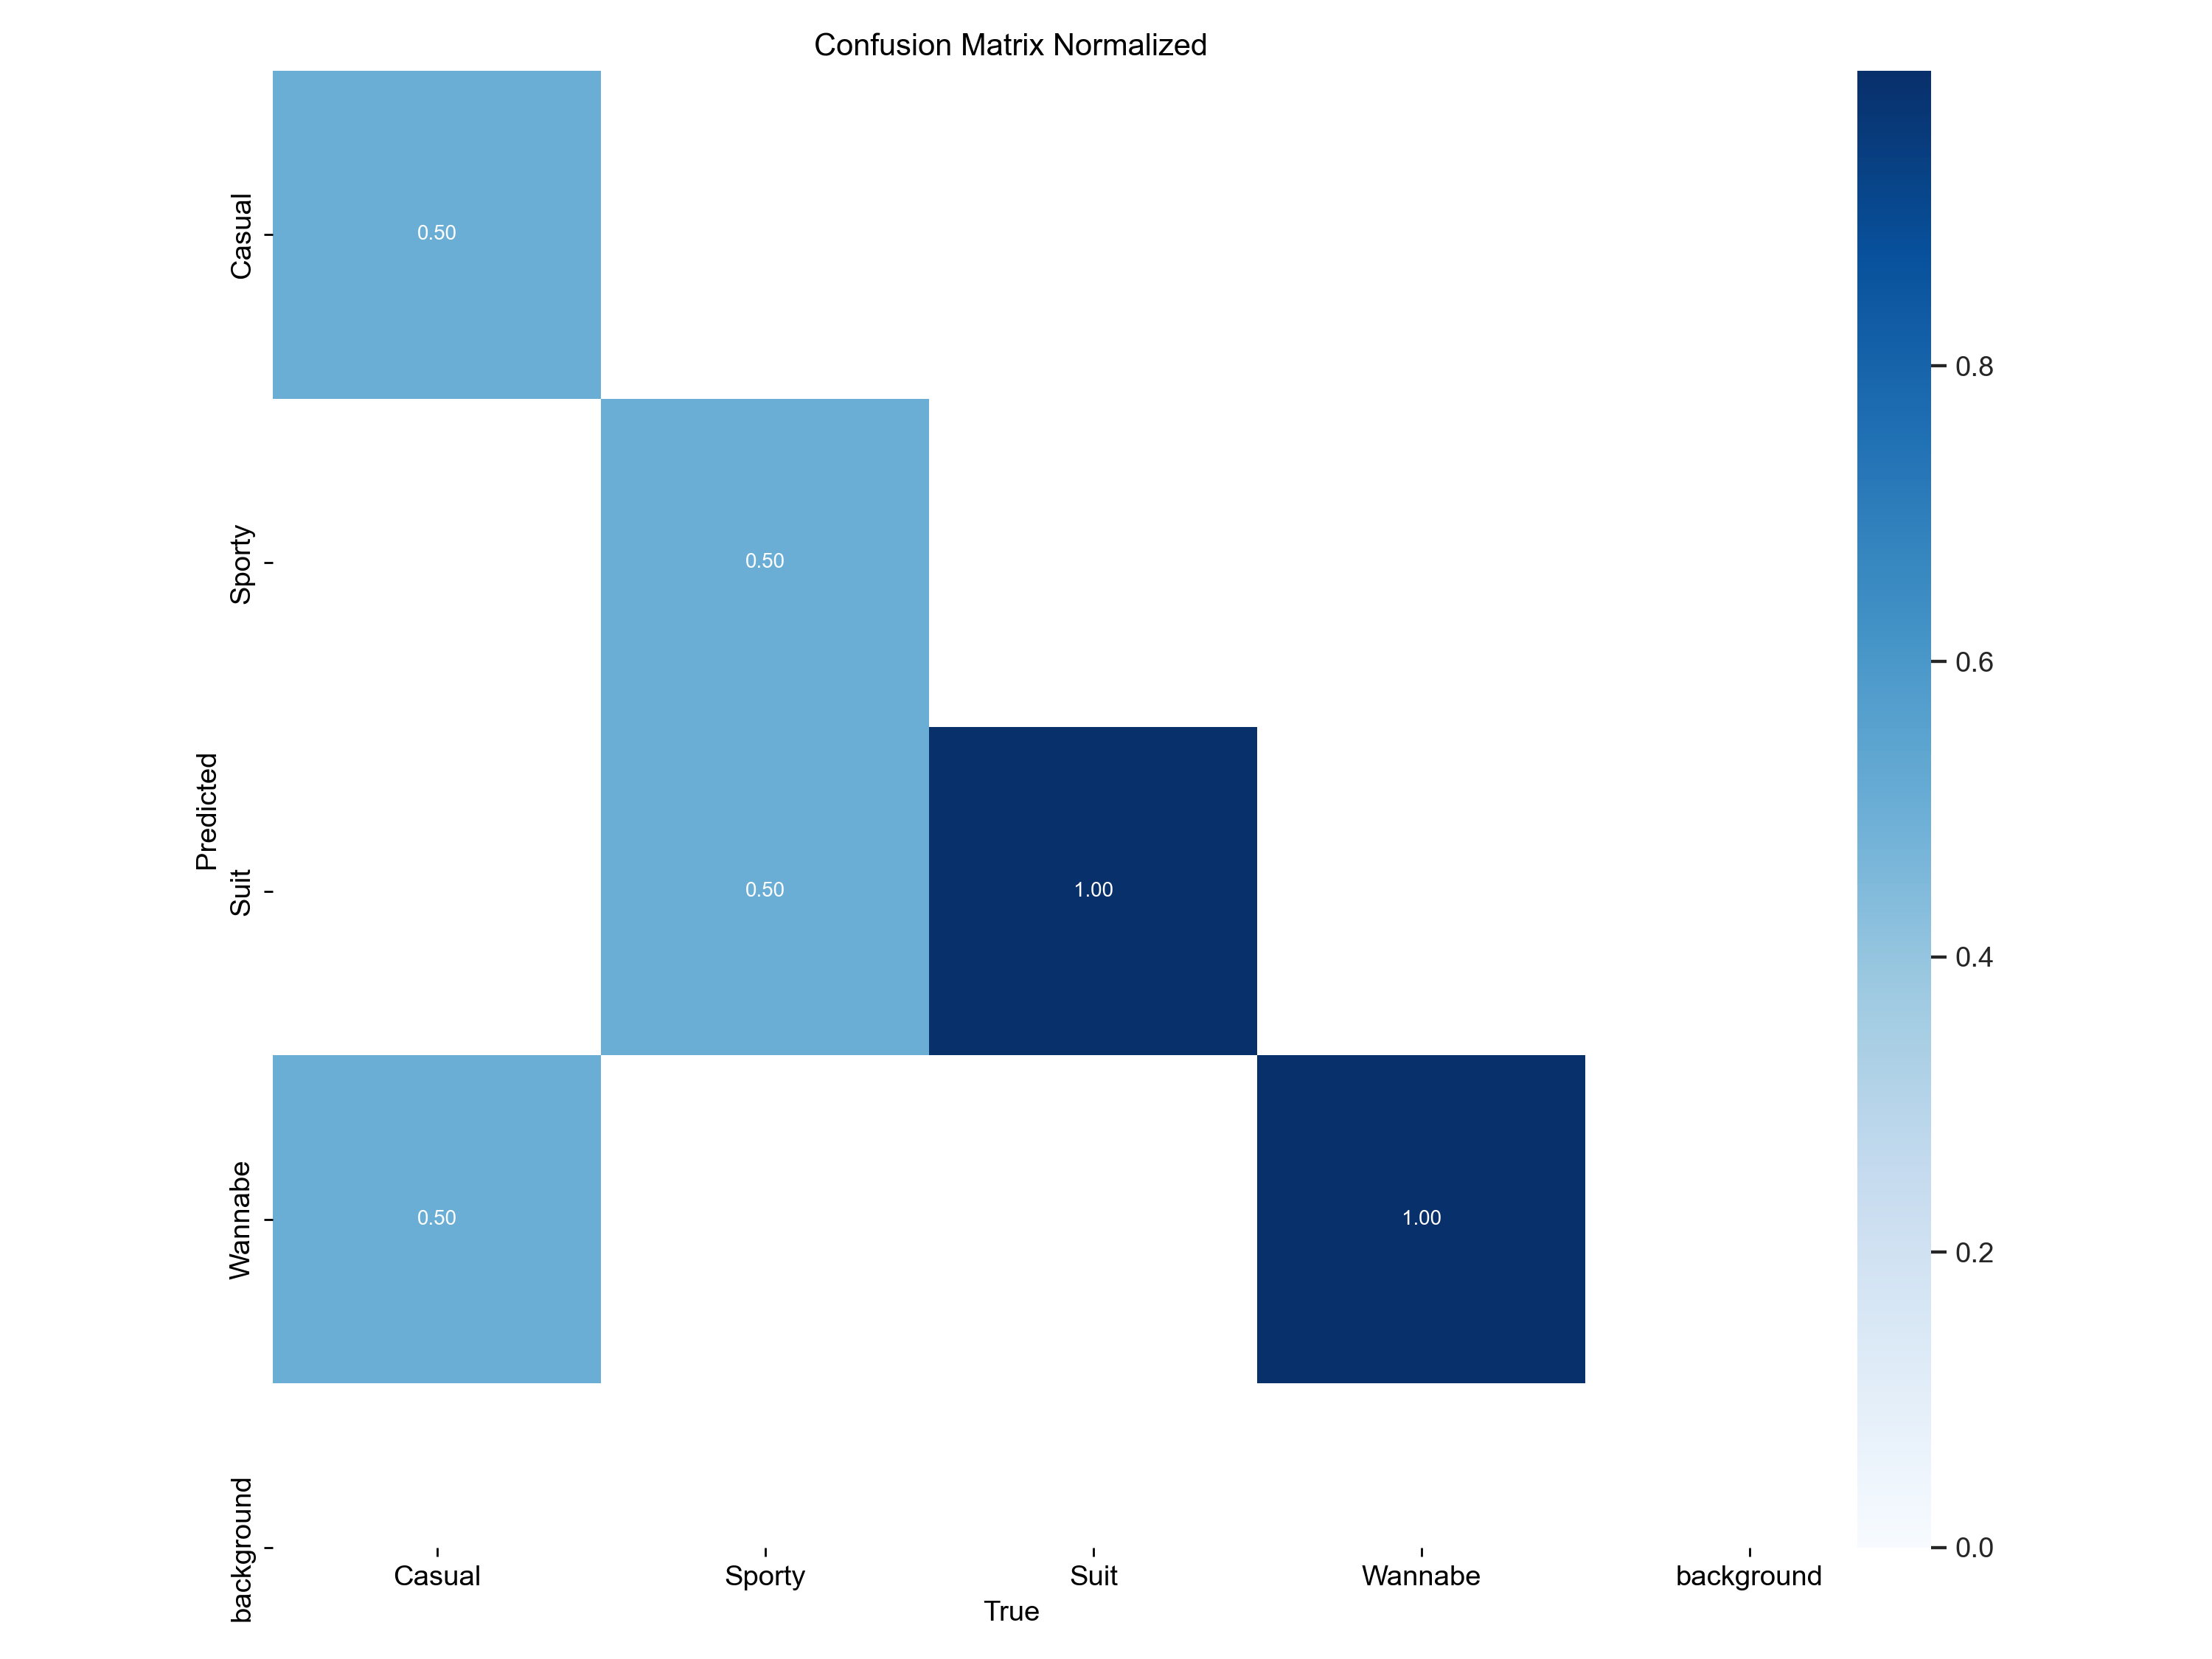 Confusion Matrix Normalized
Casual
Sporty
Suit
Wannabe
background
Predicted
0.50
0.50
0.50
1.00
0.50
1.00
Casual
Sporty
Suit
Wannabe
background
True
0.8
0.6
0.4
0.2
0.0